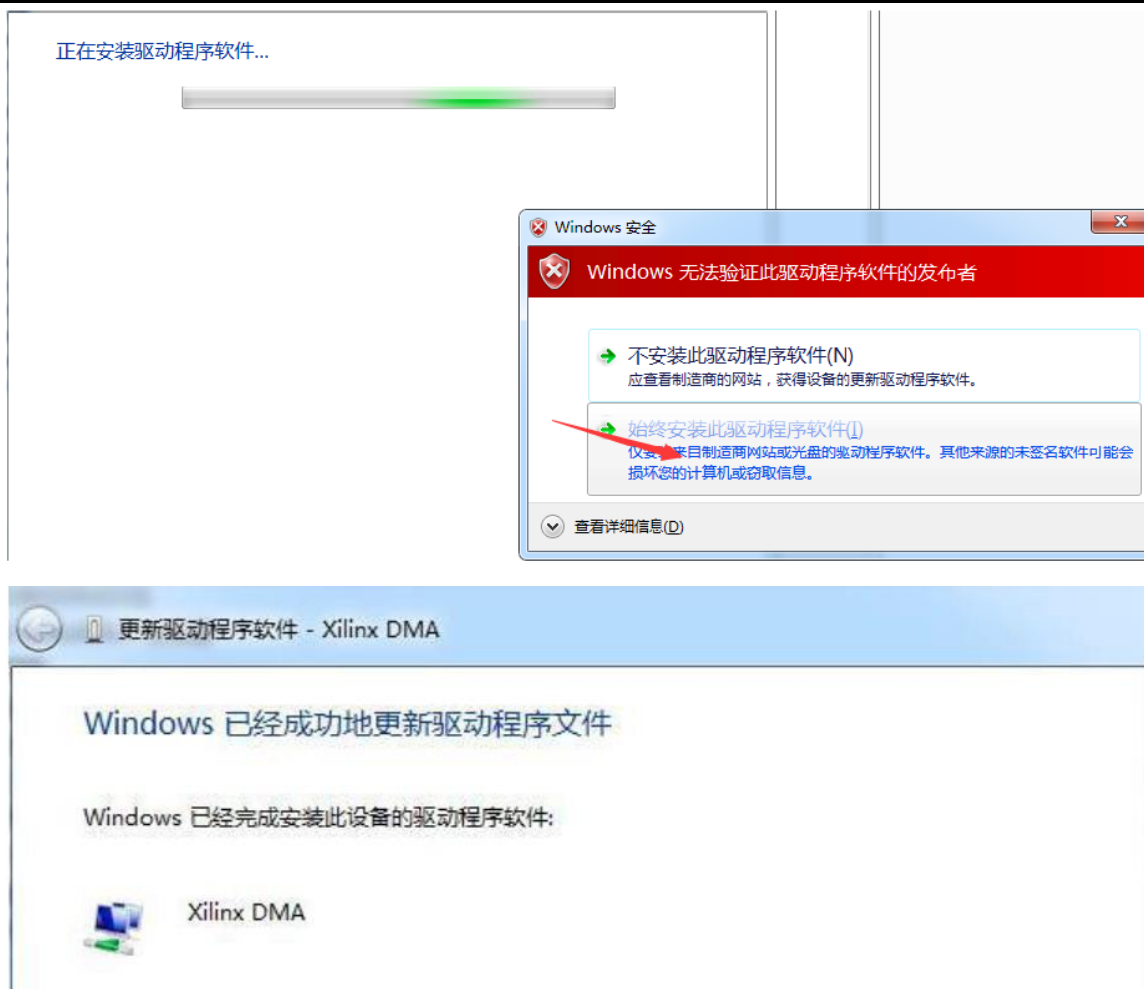 正在安装驱动程序软件...
Windows 安全
Windows 无法验证此驱动程序软件的发布者
不安装此驱动程序软件(N)
应查看制造商的网站，获得设备的更新驱动程序软件。
始终安装此驱动程序软件(I)
仅安装来自制造商网站或光盘的驱动程序软件。其他来源的未签名软件可能会
损坏您的计算机或窃取信息。
查看详细信息(D)
更新驱动程序软件 - Xilinx DMA
Windows 已经成功地更新驱动程序文件
Windows 已经完成安装此设备的驱动程序软件:
Xilinx DMA